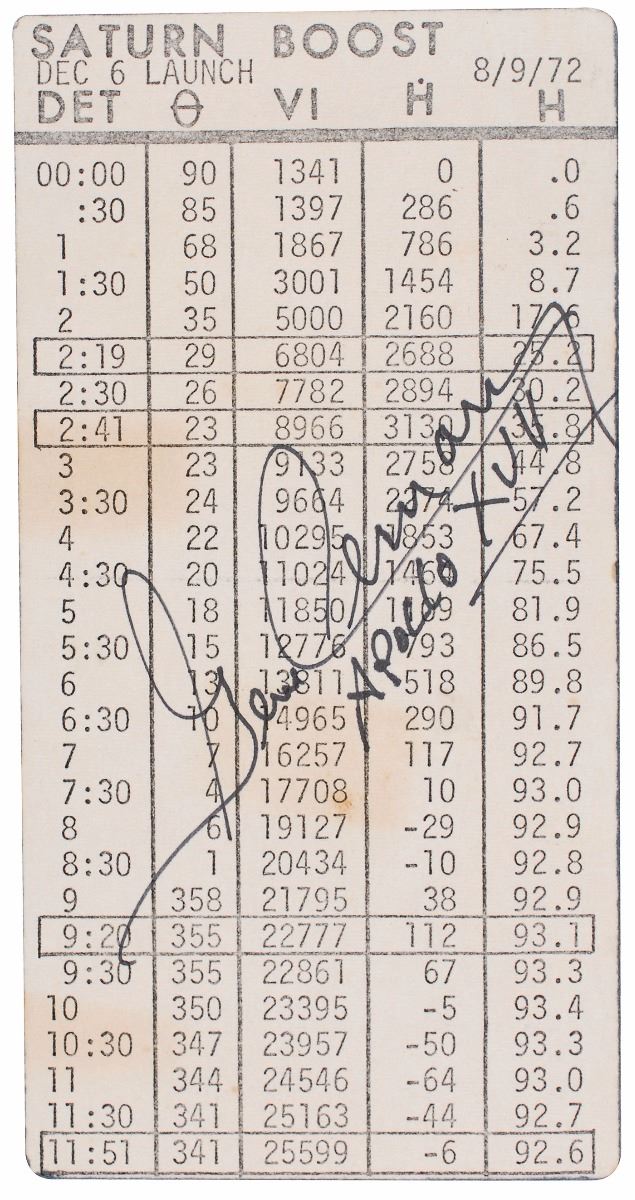 SATURN BOOST
DEC 6 LAUNCH 8/9/72
DET θ VI Ḣ H
00:00 90 1341 0 .0
:30 85 1397 286 .6
1 68 1867 786 3.2
1:30 50 3001 1454 8.7
2 35 5000 2160 17.6
2:19 29 6804 2688 25.2
2:30 26 7782 2894 30.2
2:41 23 8966 3130 35.8
3 23 9133 2758 44.8
3:30 24 9664 2274 57.2
4 22 10295 1853 67.4
4:30 20 11024 75.5
5 18 11850 81.9
5:30 15 12776 793 86.5
6 13 13811 518 89.8
6:30 10 14965 290 91.7
7 7 16257 117 92.7
7:30 4 17708 10 93.0
8 6 19127 -29 92.9
8:30 1 20434 -10 92.8
9 358 21795 38 92.9
9:20 355 22777 112 93.1
9:30 355 22861 67 93.3
10 350 23395 -5 93.4
10:30 347 23957 -50 93.3
11 344 24546 -64 93.0
11:30 341 25163 -44 92.7
11:51 341 25599 -6 92.6
Gene Cernan
APOLLO XVII